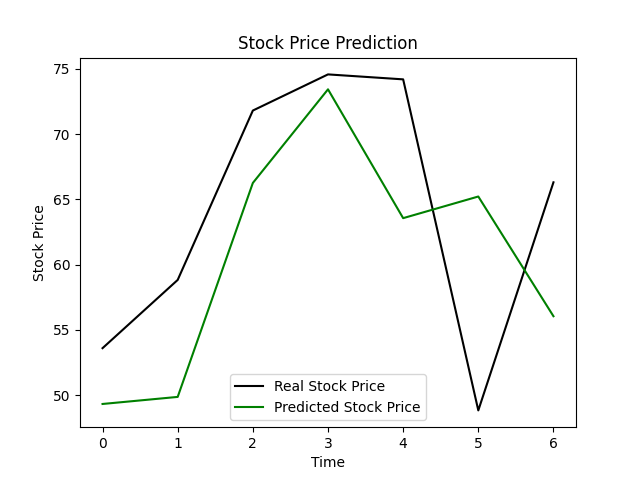 Stock Price Prediction
75
70
65
60
55
50
Stock Price
Real Stock Price
Predicted Stock Price
0 1 2 3 4 5 6
Time